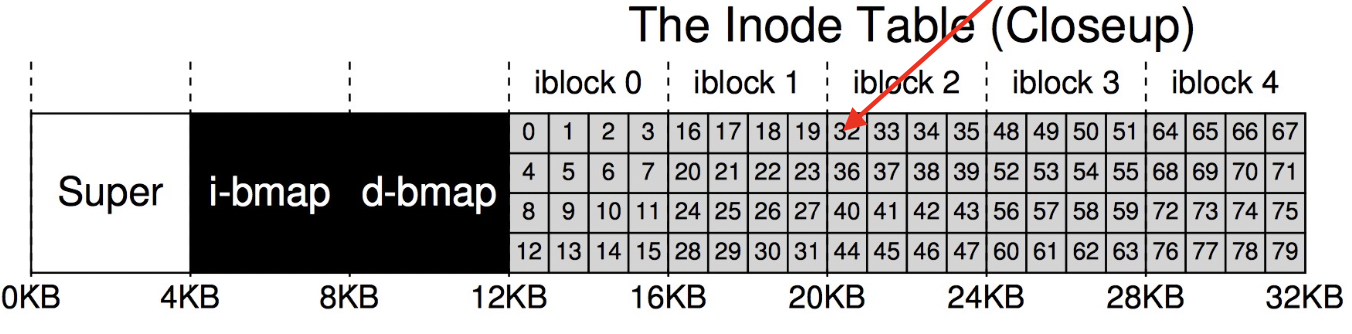 The Inode Table (Closeup)
iblock 0 iblock 1 iblock 2 iblock 3 iblock 4
0 1 2 3 16 17 18 19 32 33 34 35 48 49 50 51 64 65 66 67
4 5 6 7 20 21 22 23 36 37 38 39 52 53 54 55 68 69 70 71
Super i-bmap d-bmap
8 9 10 11 24 25 26 27 40 41 42 43 56 57 58 59 72 73 74 75
12 13 14 15 28 29 30 31 44 45 46 47 60 61 62 63 76 77 78 79
0KB 4KB 8KB 12KB 16KB 20KB 24KB 28KB 32KB